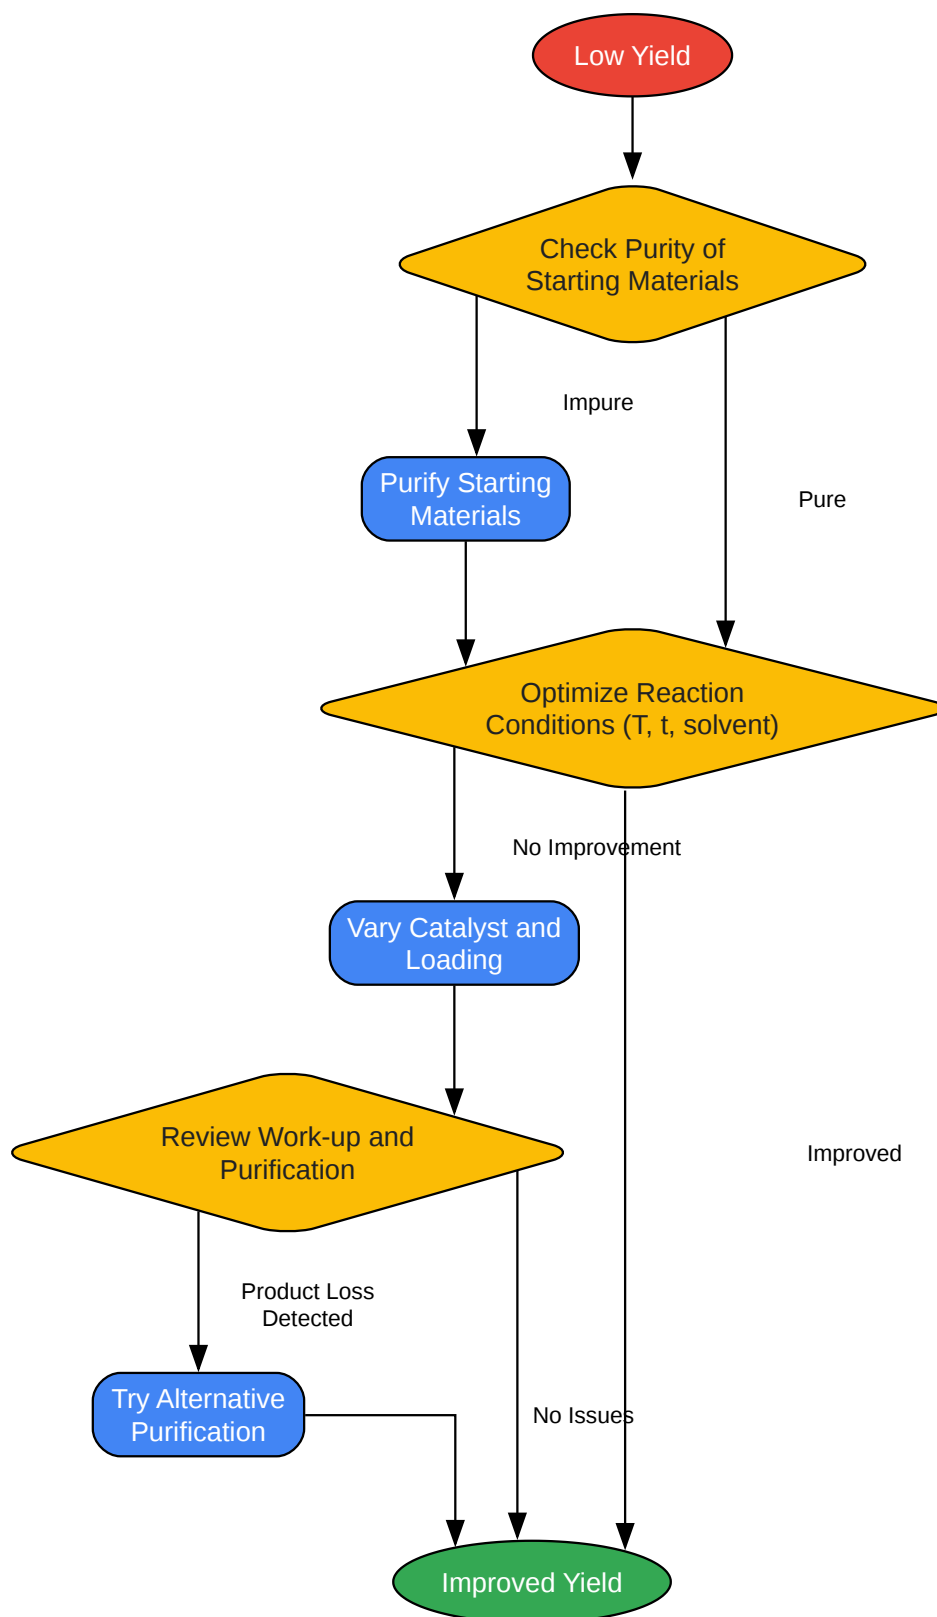 Low Yield
Check Purity of
Starting Materials
Impure
Purify Starting
Materials
Pure
Optimize Reaction
Conditions (T, t, solvent)
No Improvement
Vary Catalyst and
Loading
Review Work-up and
Purification
Improved
Product Loss
Detected
Try Alternative
Purification
No Issues
Improved Yield